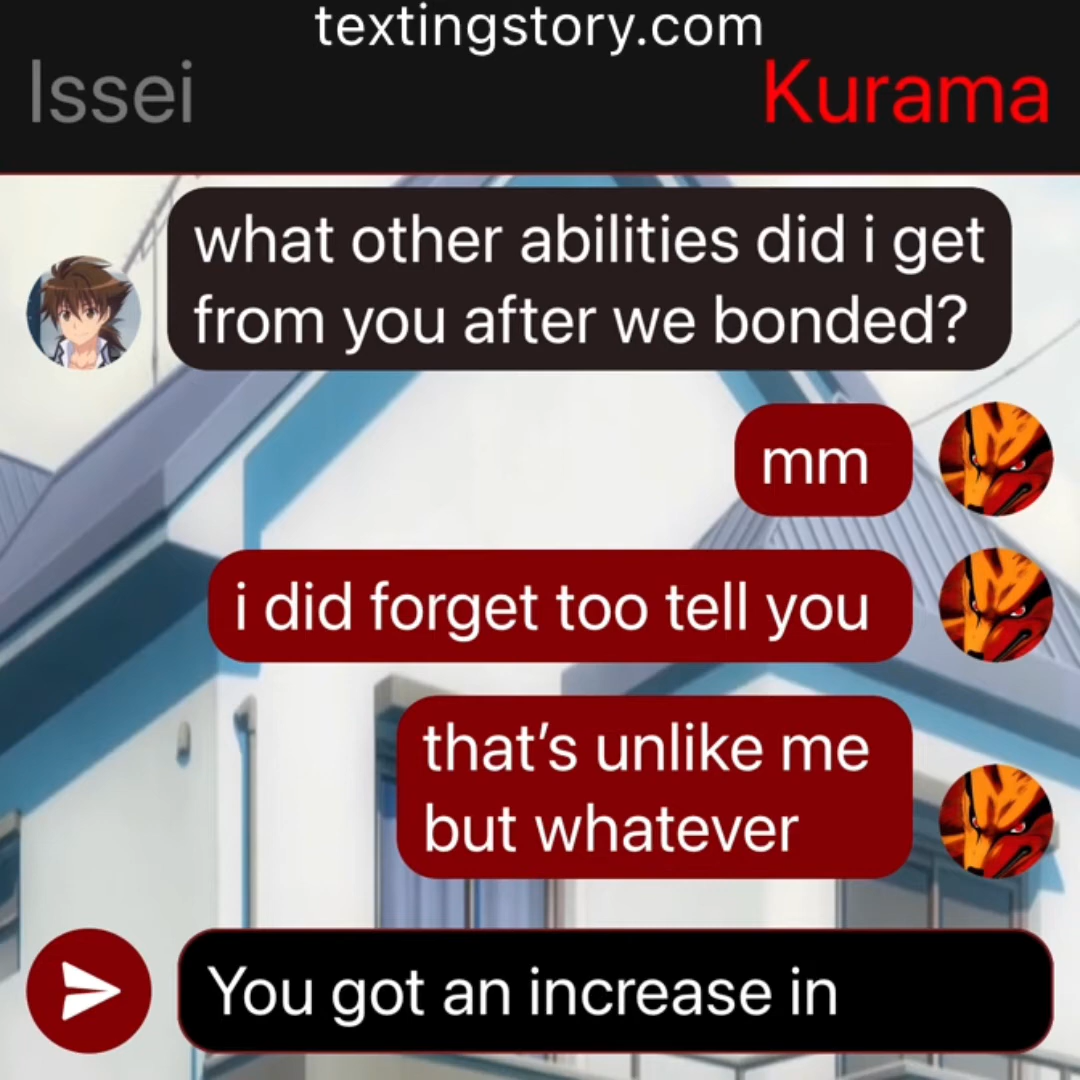 textingstory.com
Issei
Kurama
what other abilities did i get
from you after we bonded?
mm
i did forget too tell you
that’s unlike me
but whatever
You got an increase in